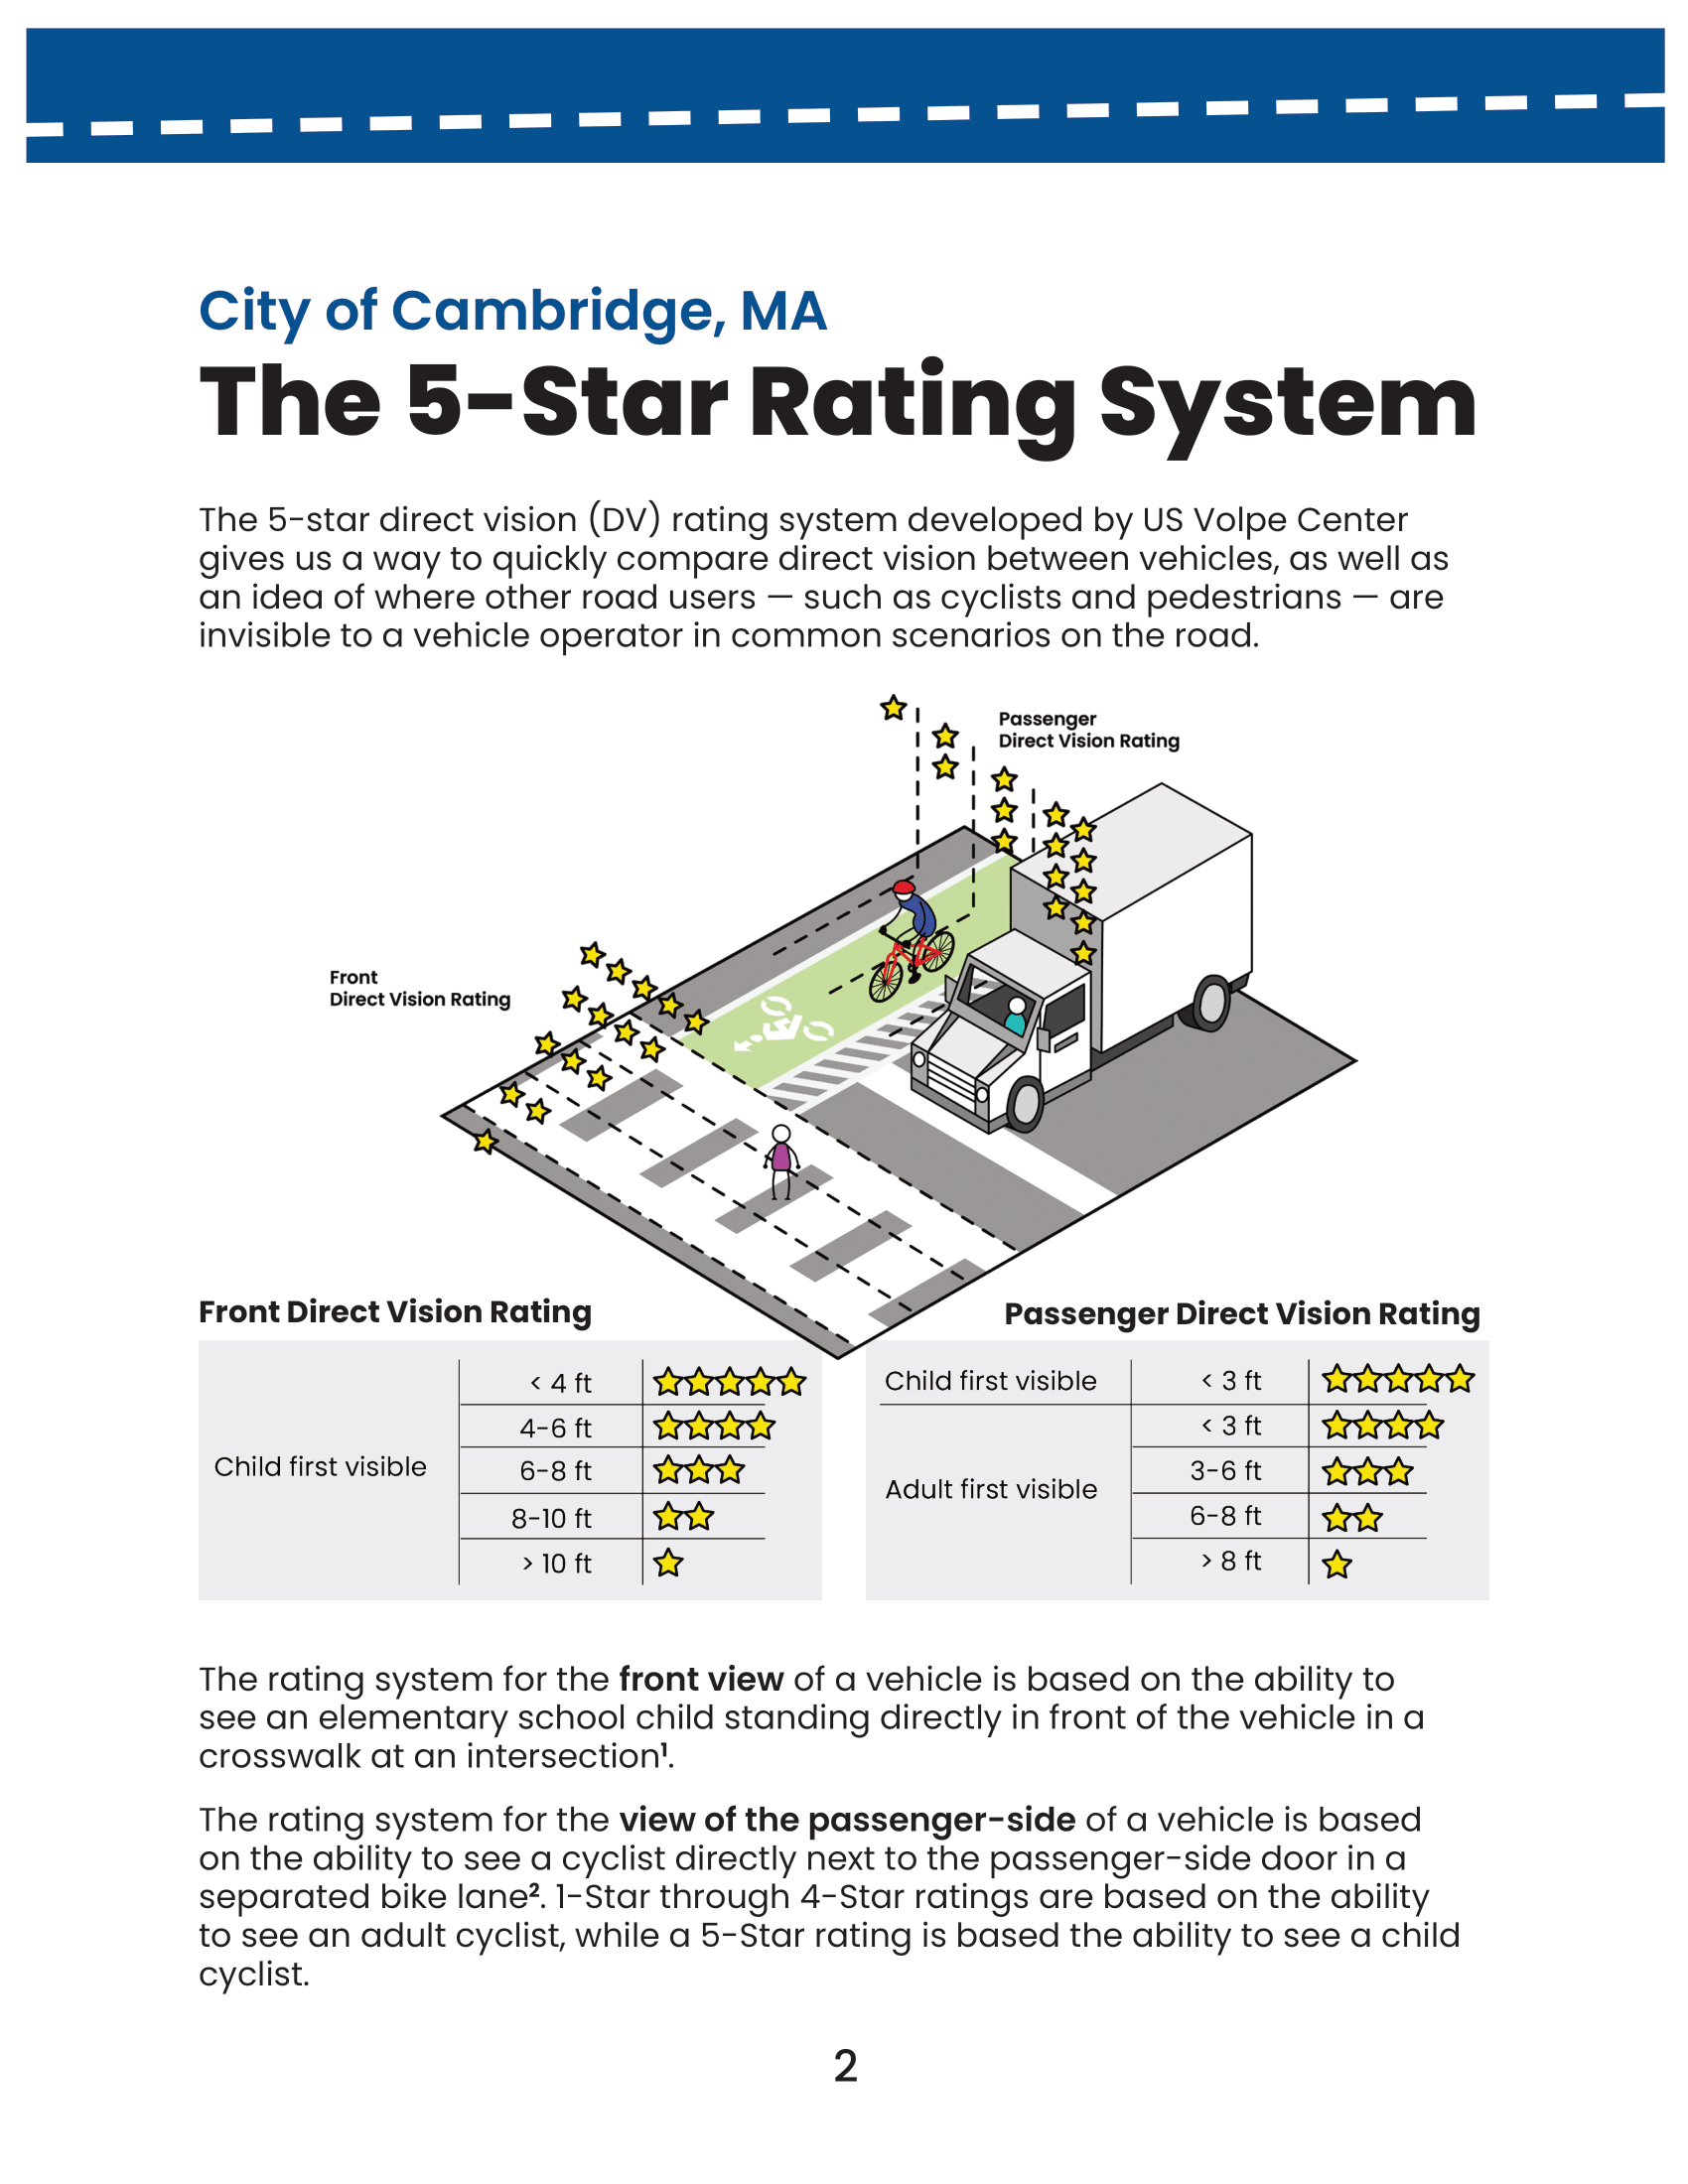 City of Cambridge, MA
The 5-Star Rating System
The 5-star direct vision (DV) rating system developed by US Volpe Center
gives us a way to quickly compare direct vision between vehicles, as well as
an idea of where other road users — such as cyclists and pedestrians — are
invisible to a vehicle operator in common scenarios on the road.
Passenger
Direct Vision Rating
Front
Direct Vision Rating
Front Direct Vision Rating
Child first visible
< 4 ft
4-6 ft
6-8 ft
8-10 ft
> 10 ft
Passenger Direct Vision Rating
Child first visible
< 3 ft
Adult first visible
< 3 ft
3-6 ft
6-8 ft
> 8 ft
The rating system for the front view of a vehicle is based on the ability to
see an elementary school child standing directly in front of the vehicle in a
crosswalk at an intersection¹.
The rating system for the view of the passenger-side of a vehicle is based
on the ability to see a cyclist directly next to the passenger-side door in a
separated bike lane². 1-Star through 4-Star ratings are based on the ability
to see an adult cyclist, while a 5-Star rating is based the ability to see a child
cyclist.
2